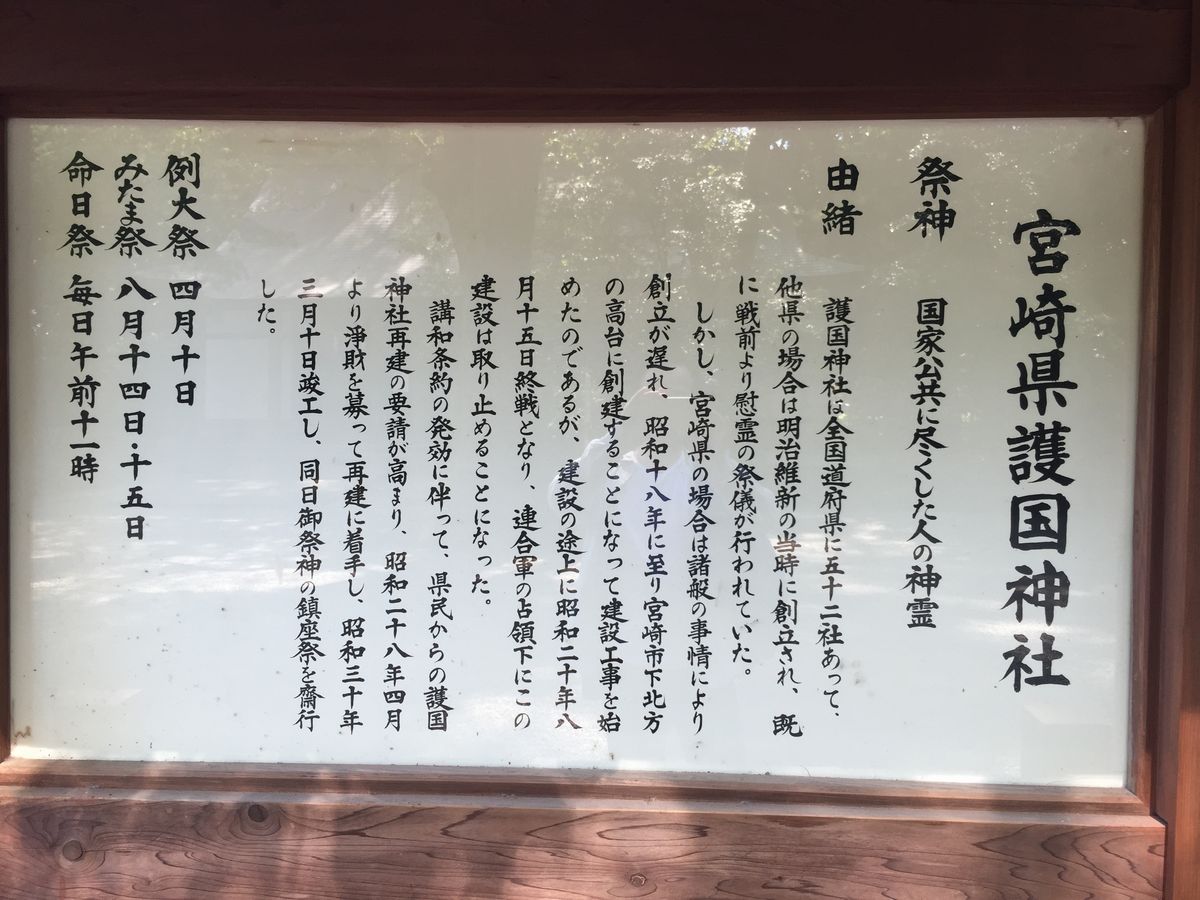 宮崎県護国神社
祭神 国家公共に尽くした人の神霊
由緒 護国神社は全国道府県に五十二社あって、
他県の場合は明治維新の当時に創立され、既
に戦前より慰霊の祭儀が行われていた。
しかし、宮崎県の場合は諸般の事情により
創立が遅れ、昭和十八年に至り宮崎市下北方
の高台に創建することになって建設工事を始
めたのであるが、建設の途上に昭和二十年八
月十五日終戦となり、連合軍の占領下にこの
建設は取り止めることになった。
講和条約の発効に伴って、県民からの護国
神社再建の要請が高まり、昭和二十八年四月
より浄財を募って再建に着手し、昭和三十年
三月十日竣工し、同日御祭神の鎮座祭を齋行
した。
例大祭 四月十日
みたま祭 八月十四日・十五日
命日祭 毎日午前十一時